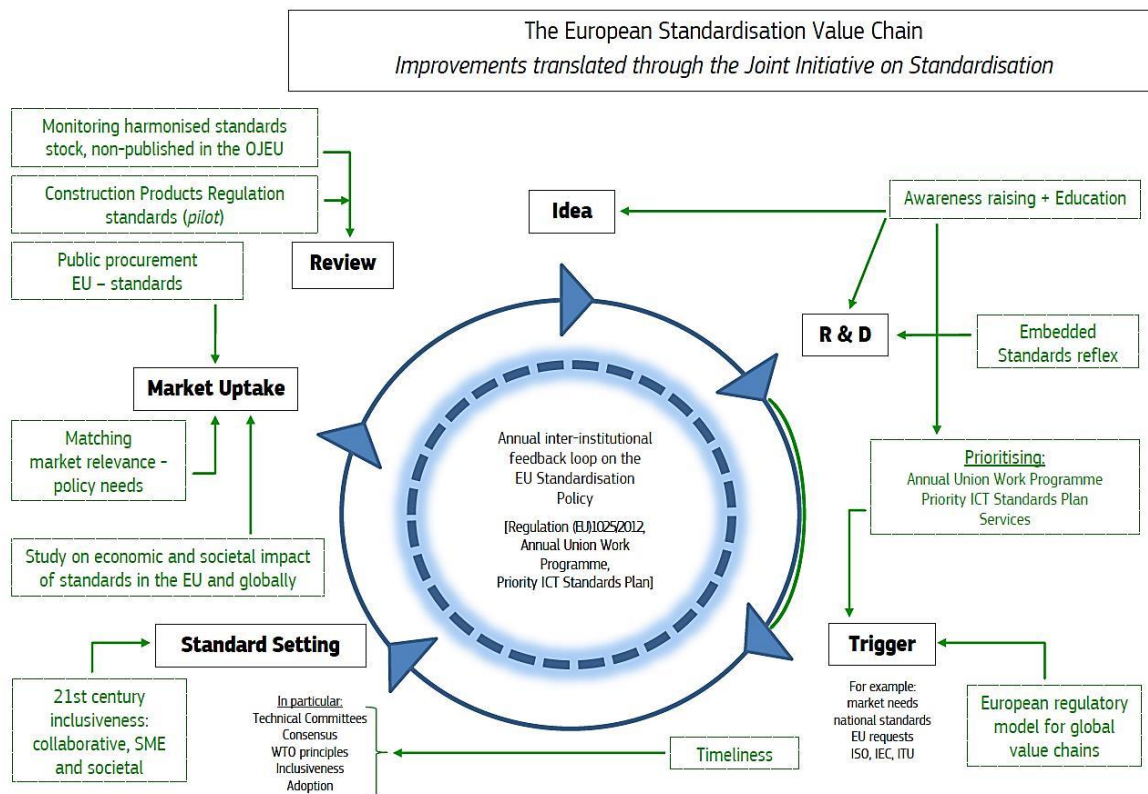 The European Standardisation Value Chain
Improvements translated through the Joint Initiative on Standardisation
Monitoring harmonised standards
stock, non-published in the OJEU
Construction Products Regulation
standards (pilot)
Public procurement
EU – standards
Review
Idea
Awareness raising + Education
R & D
Embedded
Standards reflex
Market Uptake
Matching
market relevance –
policy needs
Annual inter-institutional
feedback loop on the
EU Standardisation
Policy
[Regulation (EU)1025/2012,
Annual Union Work
Programme,
Priority ICT Standards Plan]
Prioritising:
Annual Union Work Programme
Priority ICT Standards Plan
Services
Study on economic and societal impact
of standards in the EU and globally
Standard Setting
21st century
inclusiveness:
collaborative, SME
and societal
In particular:
Technical Committees
Consensus
WTO principles
Inclusiveness
Adoption
Timeliness
Trigger
For example:
market needs
national standards
EU requests
ISO, IEC, ITU
European regulatory
model for global
value chains